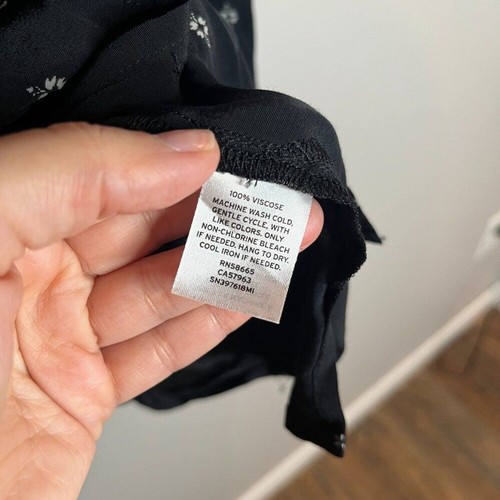 100% VISCOSE
MACHINE WASH COLD,
GENTLE CYCLE, WITH
LIKE COLORS. ONLY
NON-CHLORINE BLEACH
IF NEEDED. HANG TO DRY.
COOL IRON IF NEEDED.
RN58665
CA57963
SN397618MI